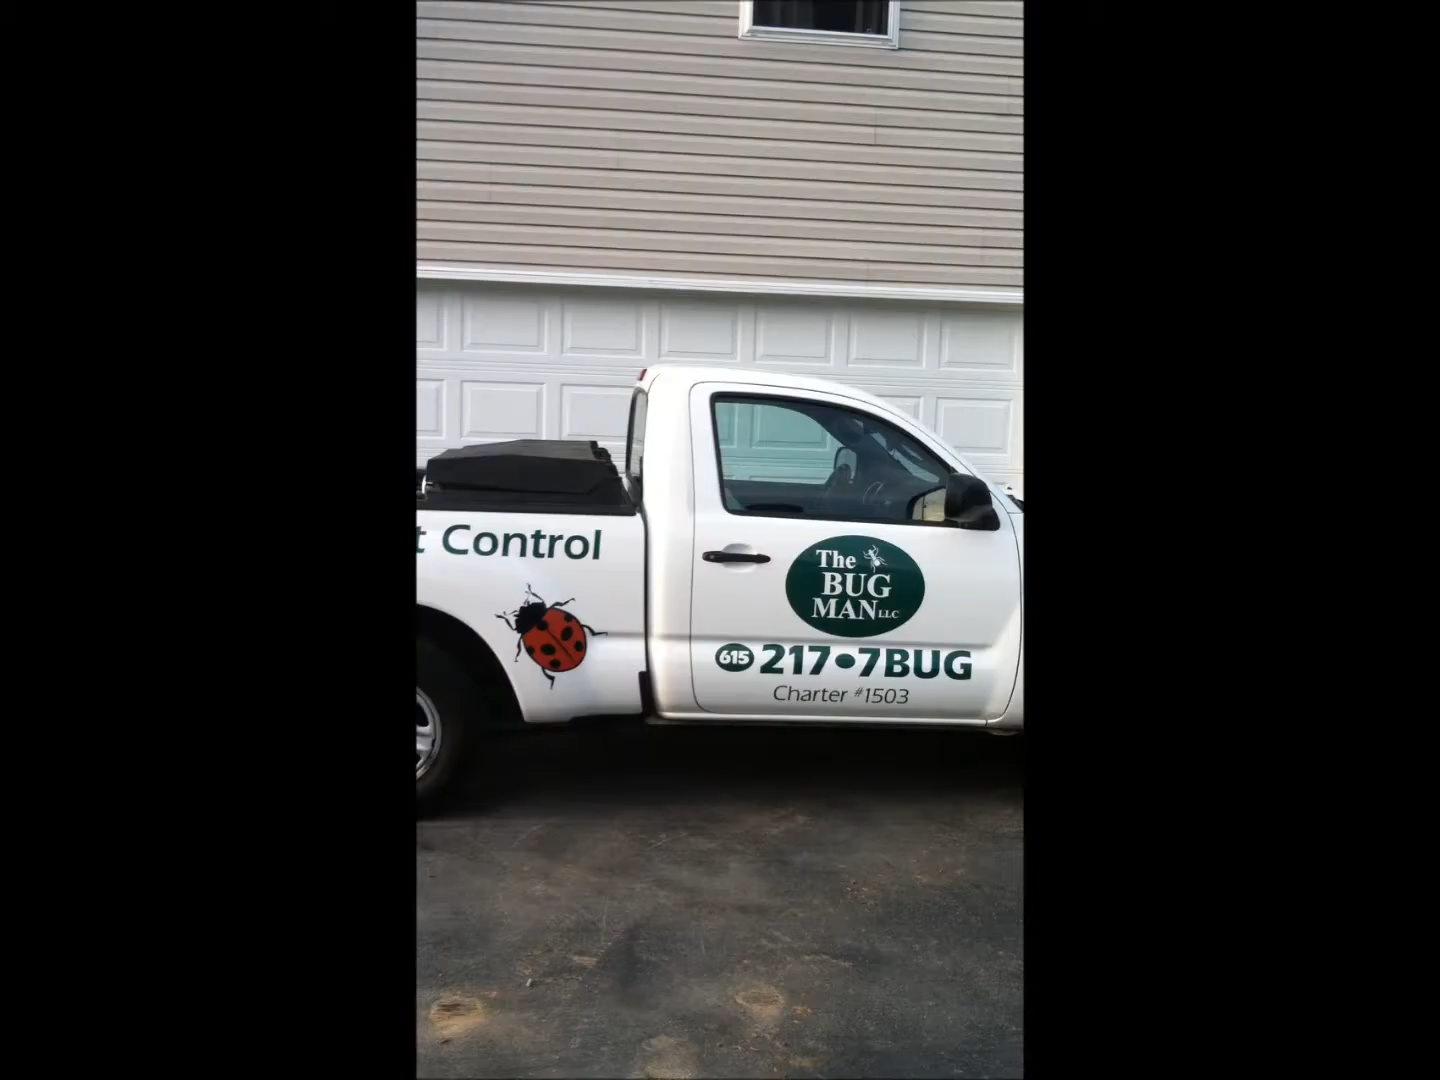 t Control
The
BUG
MAN LLC
615 217•7BUG
Charter #1503